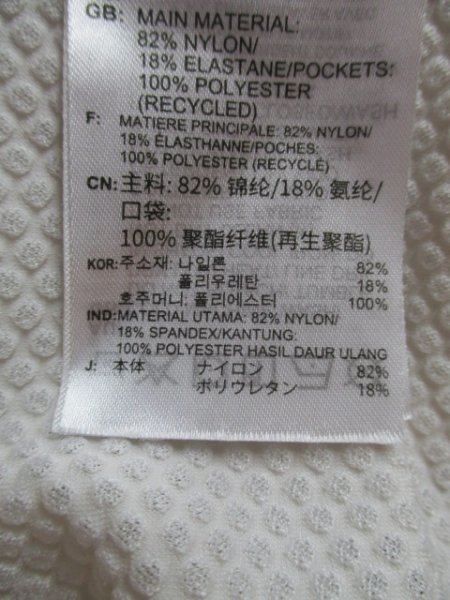 GB: MAIN MATERIAL:
82% NYLON/
18% ELASTANE/POCKETS:
100% POLYESTER
(RECYCLED)
F: MATIERE PRINCIPALE: 82% NYLON/
18% ÉLASTHANNE/POCHES:
100% POLYESTER (RECYCLÉ)
CN: 主料: 82% 锦纶/18% 氨纶/
口袋:
100% 聚酯纤维(再生聚酯)
KOR: 주소재: 나일론 82%
폴리우레탄 18%
호주머니: 폴리에스터 100%
IND: MATERIAL UTAMA: 82% NYLON/
18% SPANDEX/KANTUNG:
100% POLYESTER HASIL DAUR ULANG
J: 本体 ナイロン 82%
ポリウレタン 18%